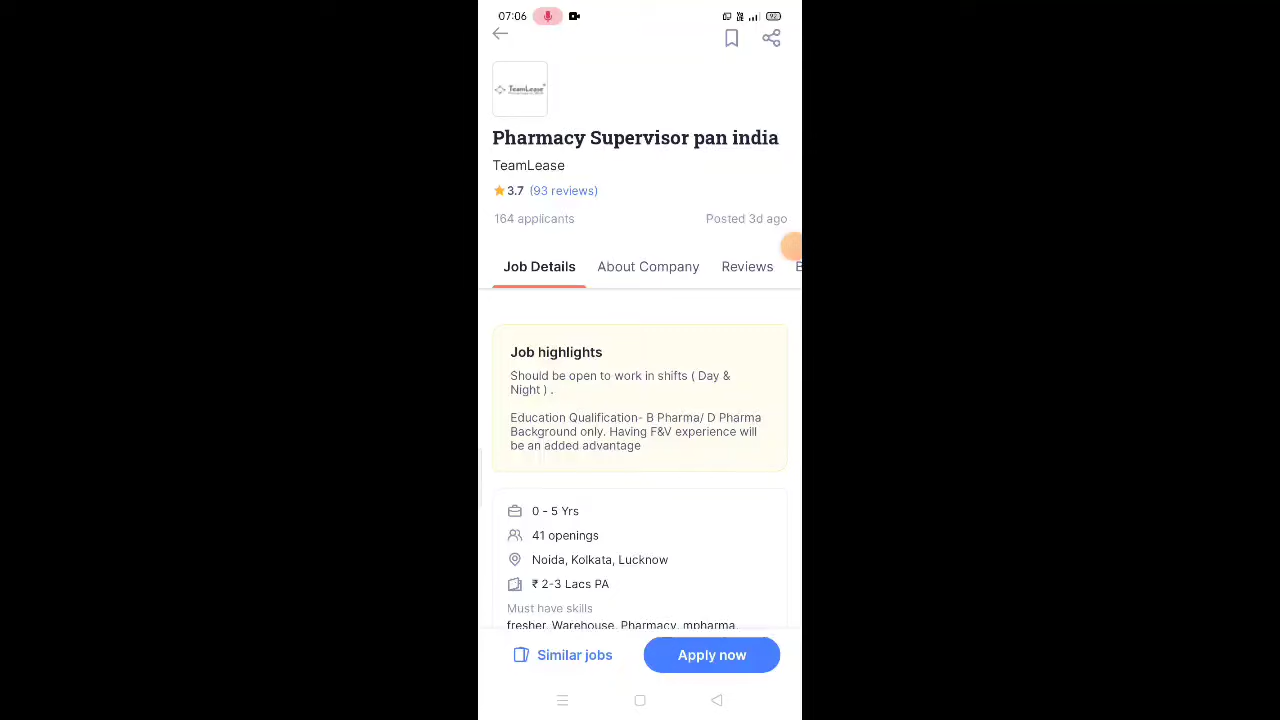 07:06
TeamLease
Pharmacy Supervisor pan india
TeamLease
3.7 (93 reviews)
164 applicants Posted 3d ago
Job Details About Company Reviews
Job highlights
Should be open to work in shifts ( Day &
Night ) .
Education Qualification- B Pharma/ D Pharma
Background only. Having F&V experience will
be an added advantage
0 - 5 Yrs
41 openings
Noida, Kolkata, Lucknow
₹ 2-3 Lacs PA
Must have skills
fresher, Warehouse, Pharmacy, mpharma,
Similar jobs Apply now